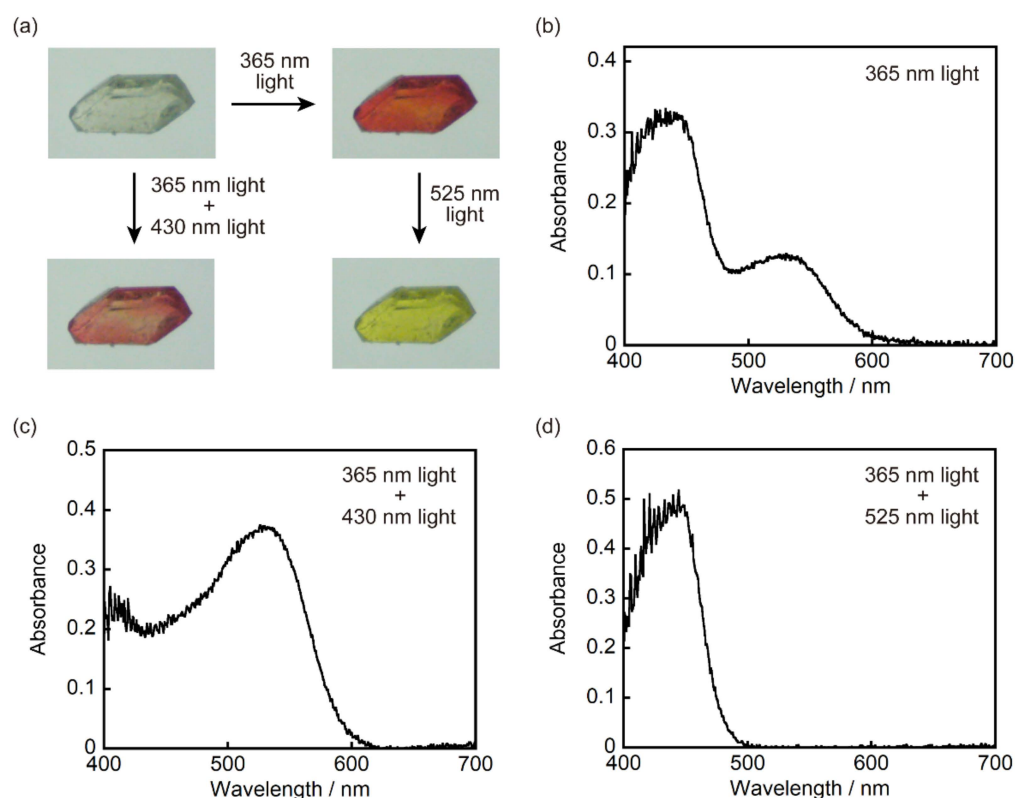 (a)
365 nm
light
365 nm light
+
430 nm light
525 nm
light
(b)
365 nm light
0.4
0.3
0.2
0.1
0
Absorbance
400
500
600
700
Wavelength / nm
(c)
365 nm light
+
430 nm light
0.5
0.4
0.3
0.2
0.1
0
Absorbance
400
500
600
700
Wavelength / nm
(d)
365 nm light
+
525 nm light
0.6
0.5
0.4
0.3
0.2
0.1
0
Absorbance
400
500
600
700
Wavelength / nm